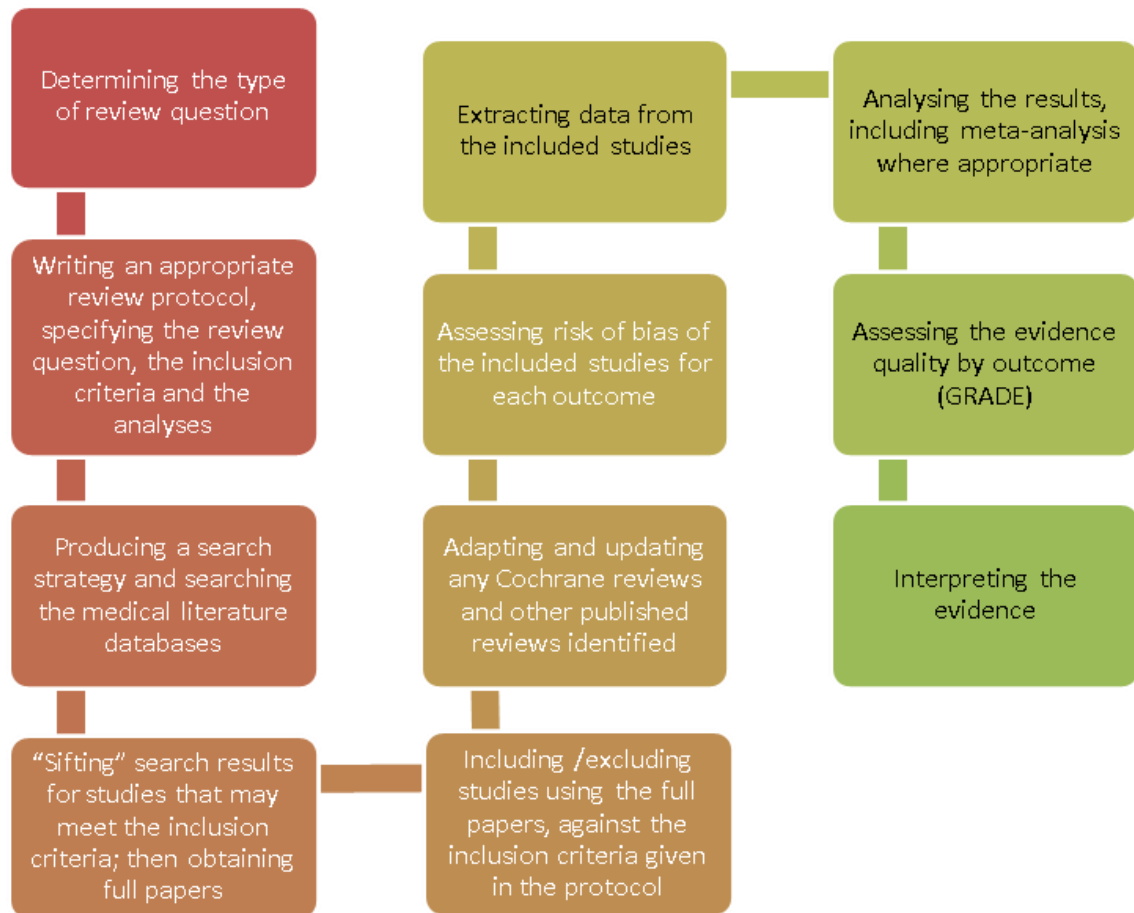 Determining the type
of review question
Writing an appropriate
review protocol,
specifying the review
question, the inclusion
criteria and the
analyses
Producing a search
strategy and searching
the medical literature
databases
“Sifting” search results
for studies that may
meet the inclusion
criteria; then obtaining
full papers
Including /excluding
studies using the full
papers, against the
inclusion criteria given
in the protocol
Adapting and updating
any Cochrane reviews
and other published
reviews identified
Assessing risk of bias of
the included studies for
each outcome
Extracting data from
the included studies
Analysing the results,
including meta-analysis
where appropriate
Assessing the evidence
quality by outcome
(GRADE)
Interpreting the
evidence